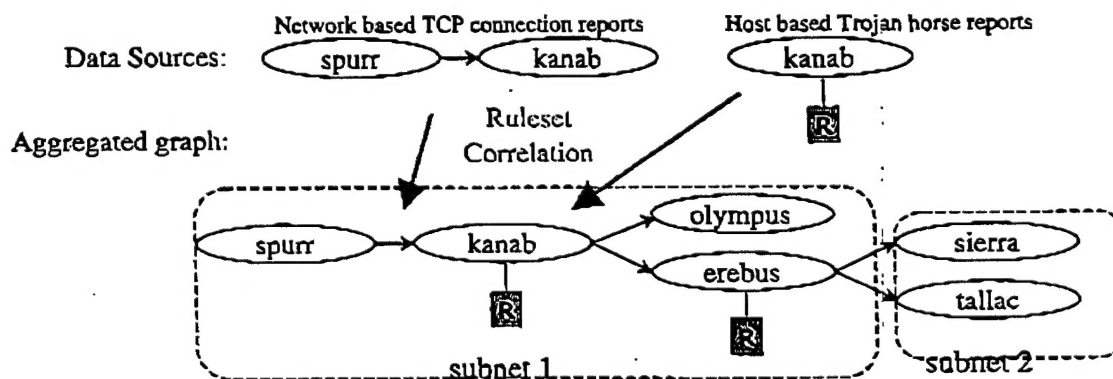 Network based TCP connection reports
Host based Trojan horse reports
Data Sources:
spurr
kanab
kanab
R
Aggregated graph:
Ruleset
Correlation
spurr
kanab
olympus
erebus
sierra
tallac
R
R
subnet 1
subnet 2